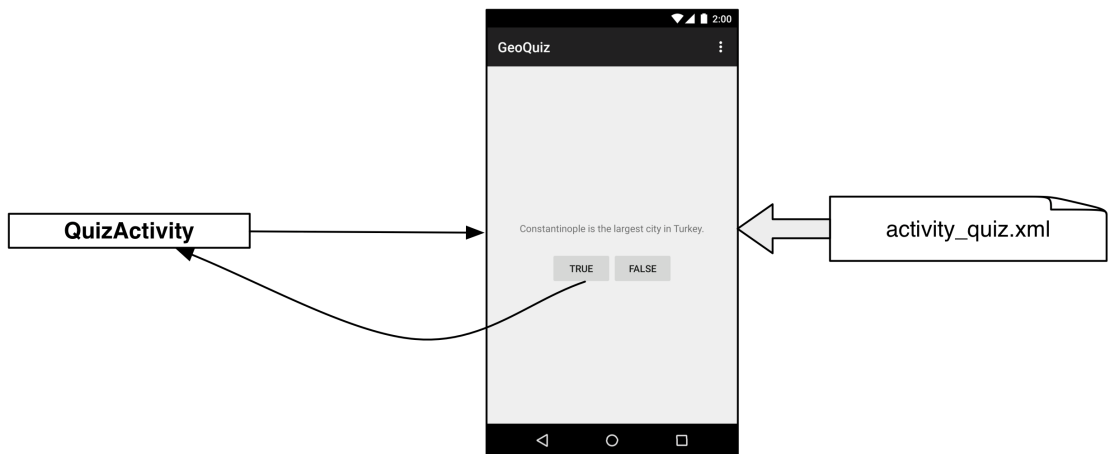 2:00
GeoQuiz
QuizActivity
Constantinople is the largest city in Turkey.
TRUE FALSE
activity_quiz.xml